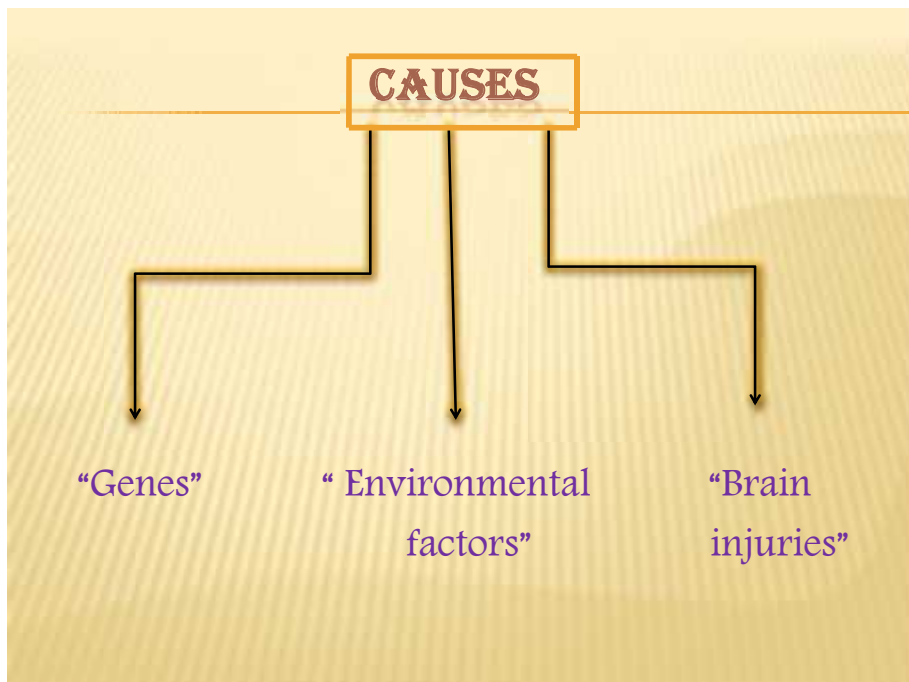 CAUSES
“Genes”
“ Environmental
factors”
“Brain
injuries”